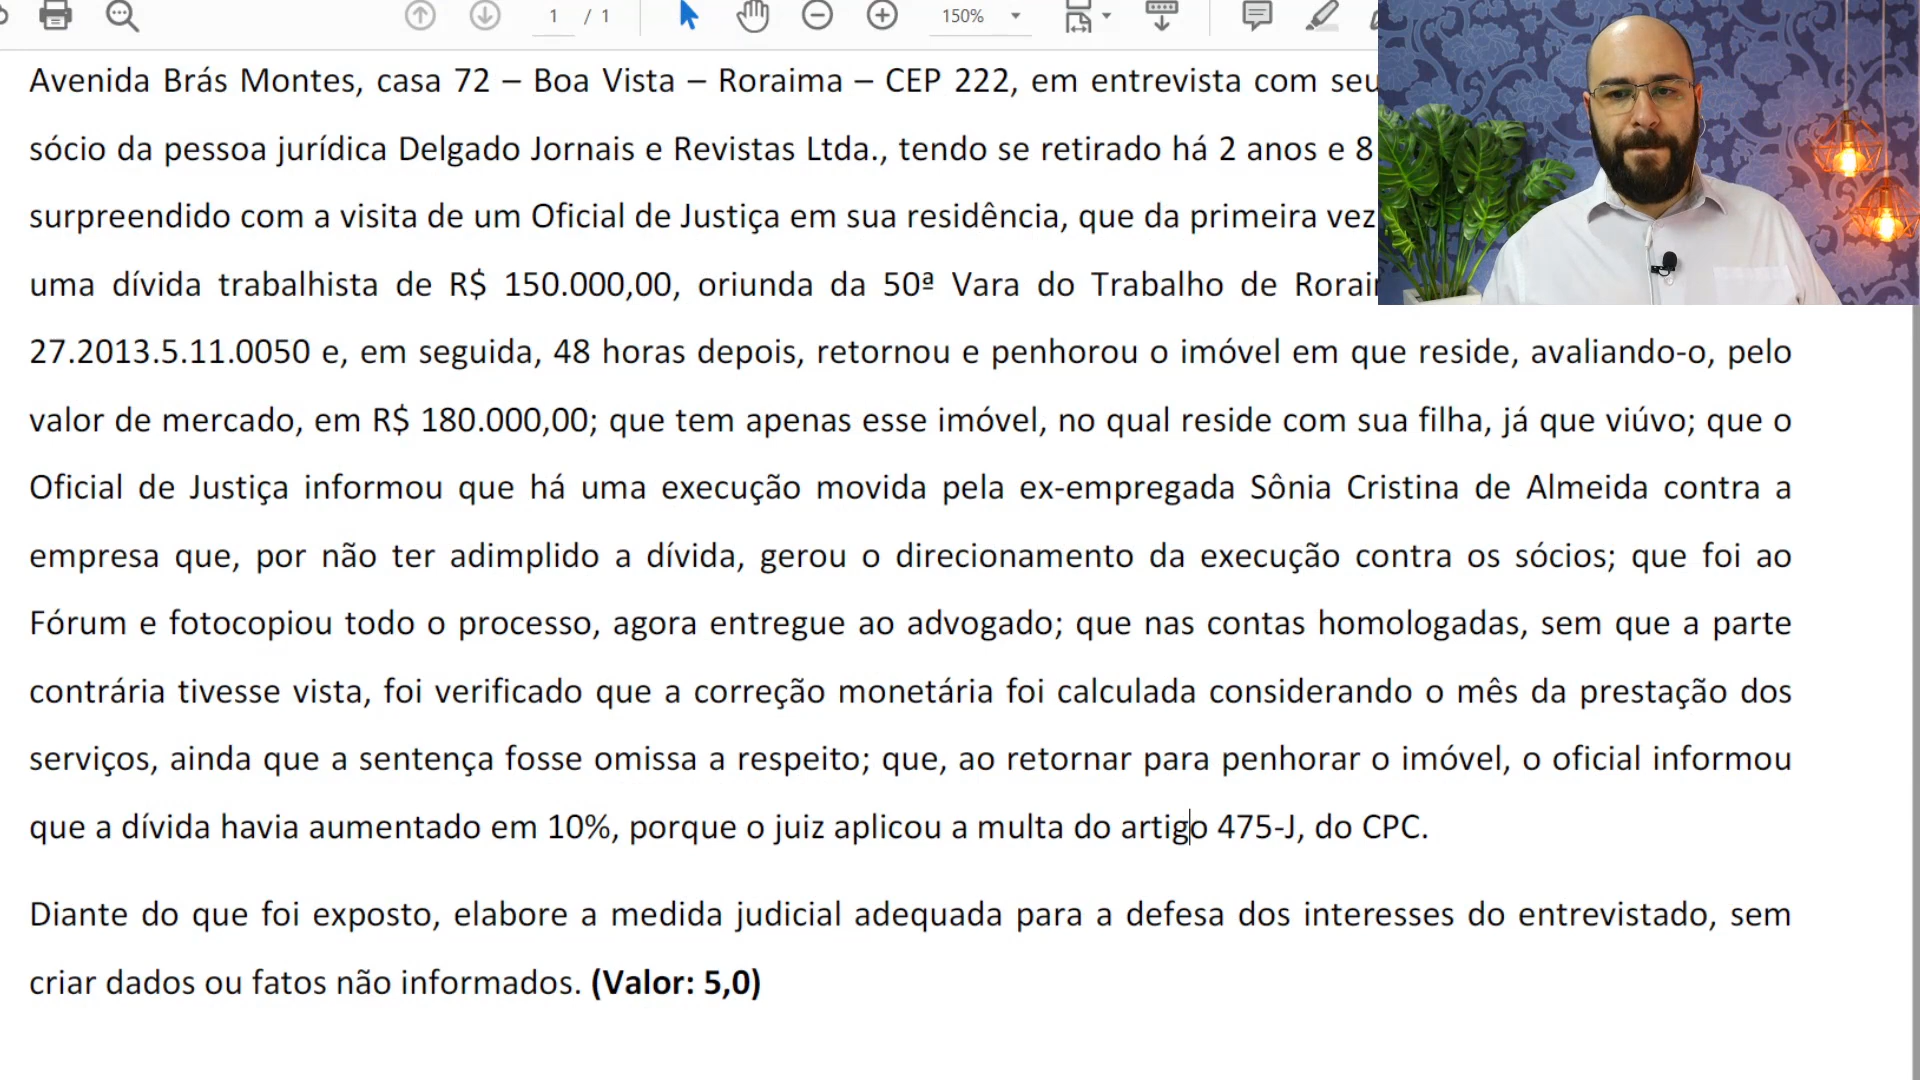 1 / 1
150%
Avenida Brás Montes, casa 72 – Boa Vista – Roraima – CEP 222, em entrevista com seu
sócio da pessoa jurídica Delgado Jornais e Revistas Ltda., tendo se retirado há 2 anos e 8
surpreendido com a visita de um Oficial de Justiça em sua residência, que da primeira vez
uma dívida trabalhista de R$ 150.000,00, oriunda da 50ª Vara do Trabalho de
27.2013.5.11.0050 e, em seguida, 48 horas depois, retornou e penhorou o imóvel em que reside, avaliando-o, pelo
valor de mercado, em R$ 180.000,00; que tem apenas esse imóvel, no qual reside com sua filha, já que viúvo; que o
Oficial de Justiça informou que há uma execução movida pela ex-empregada Sônia Cristina de Almeida contra a
empresa que, por não ter adimplido a dívida, gerou o direcionamento da execução contra os sócios; que foi ao
Fórum e fotocopiou todo o processo, agora entregue ao advogado; que nas contas homologadas, sem que a parte
contrária tivesse vista, foi verificado que a correção monetária foi calculada considerando o mês da prestação dos
serviços, ainda que a sentença fosse omissa a respeito; que, ao retornar para penhorar o imóvel, o oficial informou
que a dívida havia aumentado em 10%, porque o juiz aplicou a multa do artigo 475-J, do CPC.
Diante do que foi exposto, elabore a medida judicial adequada para a defesa dos interesses do entrevistado, sem
criar dados ou fatos não informados. (Valor: 5,0)